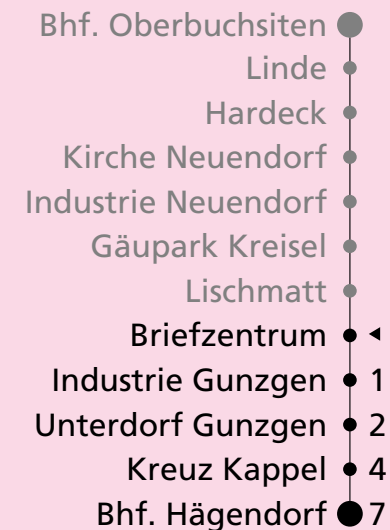 Bhf. Oberbuchsiten
Linde
Hardeck
Kirche Neuendorf
Industrie Neuendorf
Gäupark Kreisel
Lischmatt
Briefzentrum
Industrie Gunzgen 1
Unterdorf Gunzgen 2
Kreuz Kappel 4
Bhf. Hägendorf 7